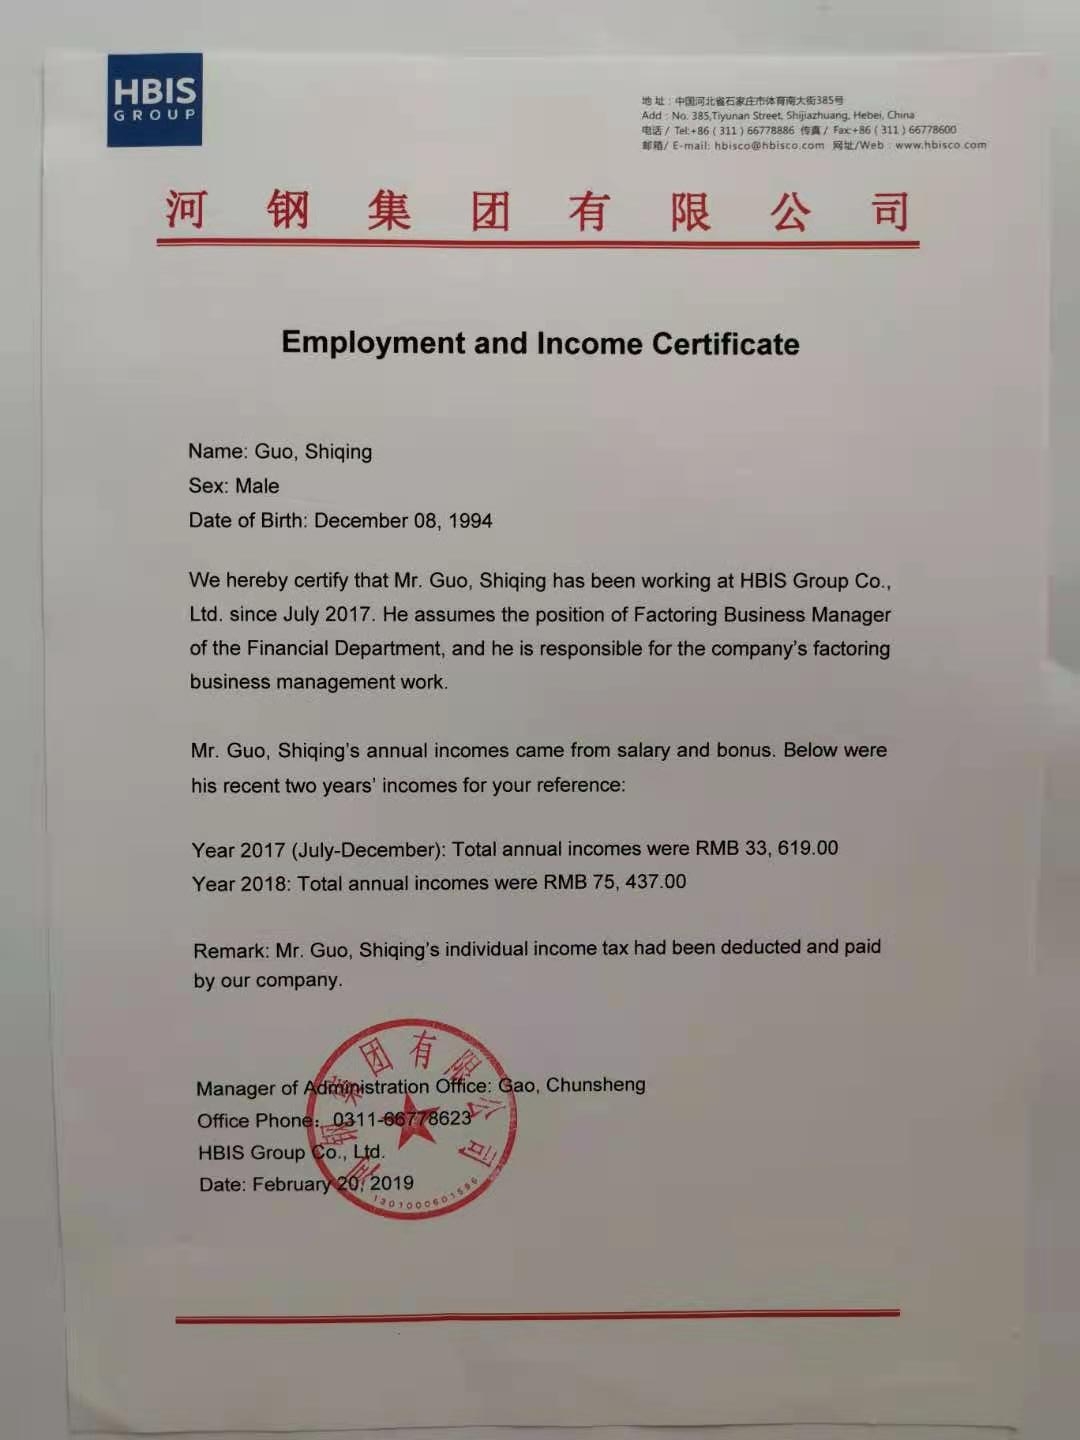 HBIS
GROUP
地 址：中国河北省石家庄市体育南大街385号
Add : No. 385,Tiyunan Street, Shijiazhuang, Hebei, China
电话 / Tel:+86 ( 311 ) 66778886 传真 / Fax:+86 ( 311 ) 66778600
邮箱/ E-mail: hbisco@hbisco.com 网址/Web : www.hbisco.com
河钢集团有限公司
Employment and Income Certificate
Name: Guo, Shiqing
Sex: Male
Date of Birth: December 08, 1994
We hereby certify that Mr. Guo, Shiqing has been working at HBIS Group Co.,
Ltd. since July 2017. He assumes the position of Factoring Business Manager
of the Financial Department, and he is responsible for the company's factoring
business management work.
Mr. Guo, Shiqing's annual incomes came from salary and bonus. Below were
his recent two years' incomes for your reference:
Year 2017 (July-December): Total annual incomes were RMB 33, 619.00
Year 2018: Total annual incomes were RMB 75, 437.00
Remark: Mr. Guo, Shiqing's individual income tax had been deducted and paid
by our company.
Manager of Administration Office: Gao, Chunsheng
Office Phone：0311-66778623
HBIS Group Co., Ltd.
Date: February 20, 2019
河钢集团有限公司
1301000601596